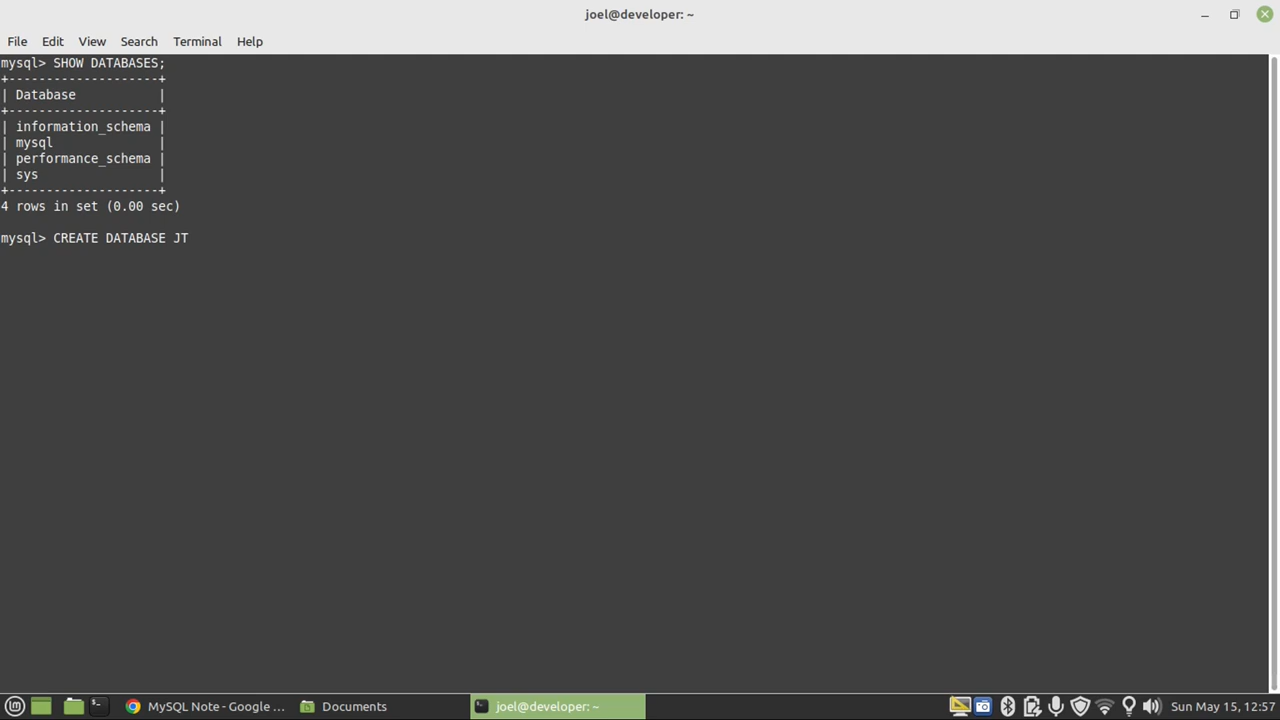 joel@developer: ~
File Edit View Search Terminal Help
mysql> SHOW DATABASES;
+--------------------+
| Database           |
+--------------------+
| information_schema |
| mysql              |
| performance_schema |
| sys                |
+--------------------+
4 rows in set (0.00 sec)
mysql> CREATE DATABASE JT
MySQL Note - Google ... Documents joel@developer: ~ Sun May 15, 12:57